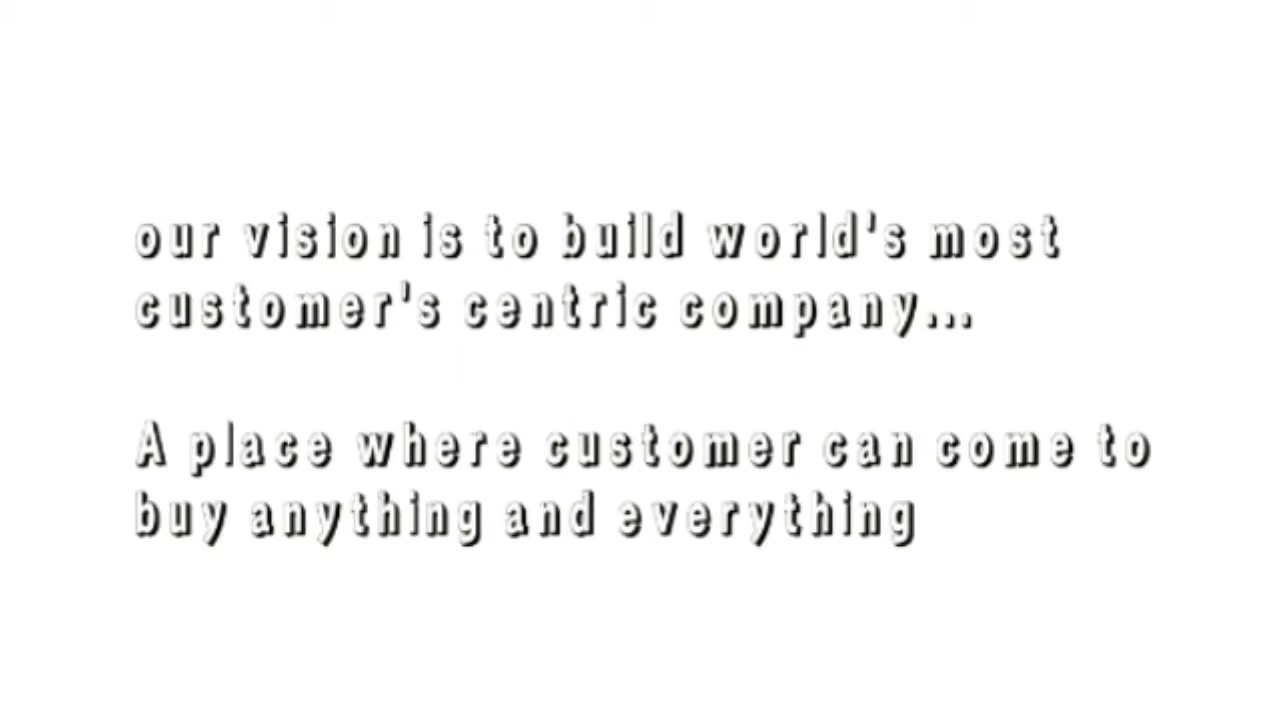 our vision is to build world's most
customer's centric company...
A place where customer can come to
buy anything and everything